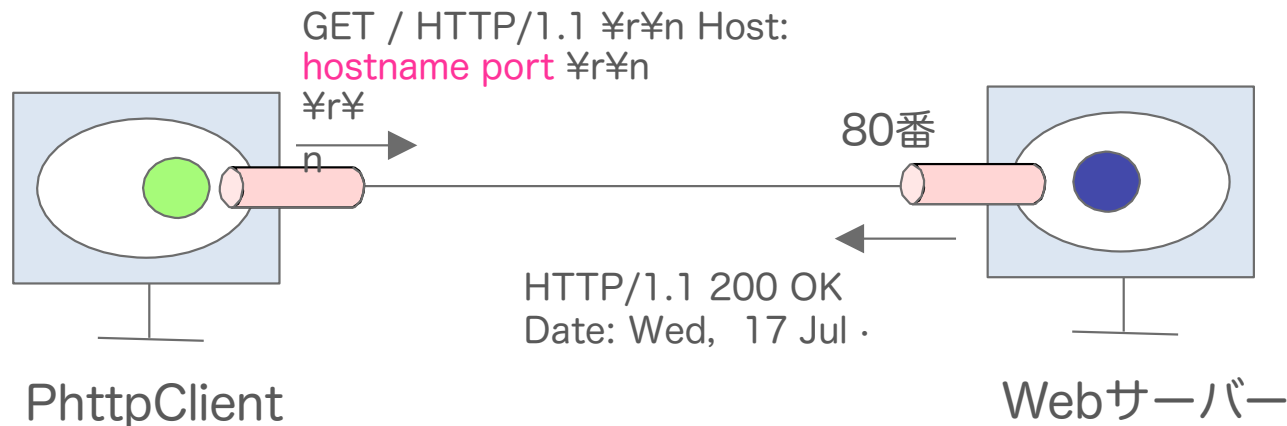 GET / HTTP/1.1 ¥r¥n Host:
hostname port ¥r¥n
¥r¥
n
80番
HTTP/1.1 200 OK
Date: Wed, 17 Jul ·
PhttpClient
Webサーバー